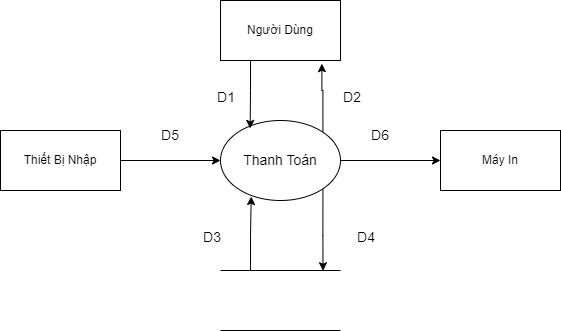 Người Dùng
D1
D2
Thiết Bị Nhập
D5
Thanh Toán
D6
Máy In
D3
D4